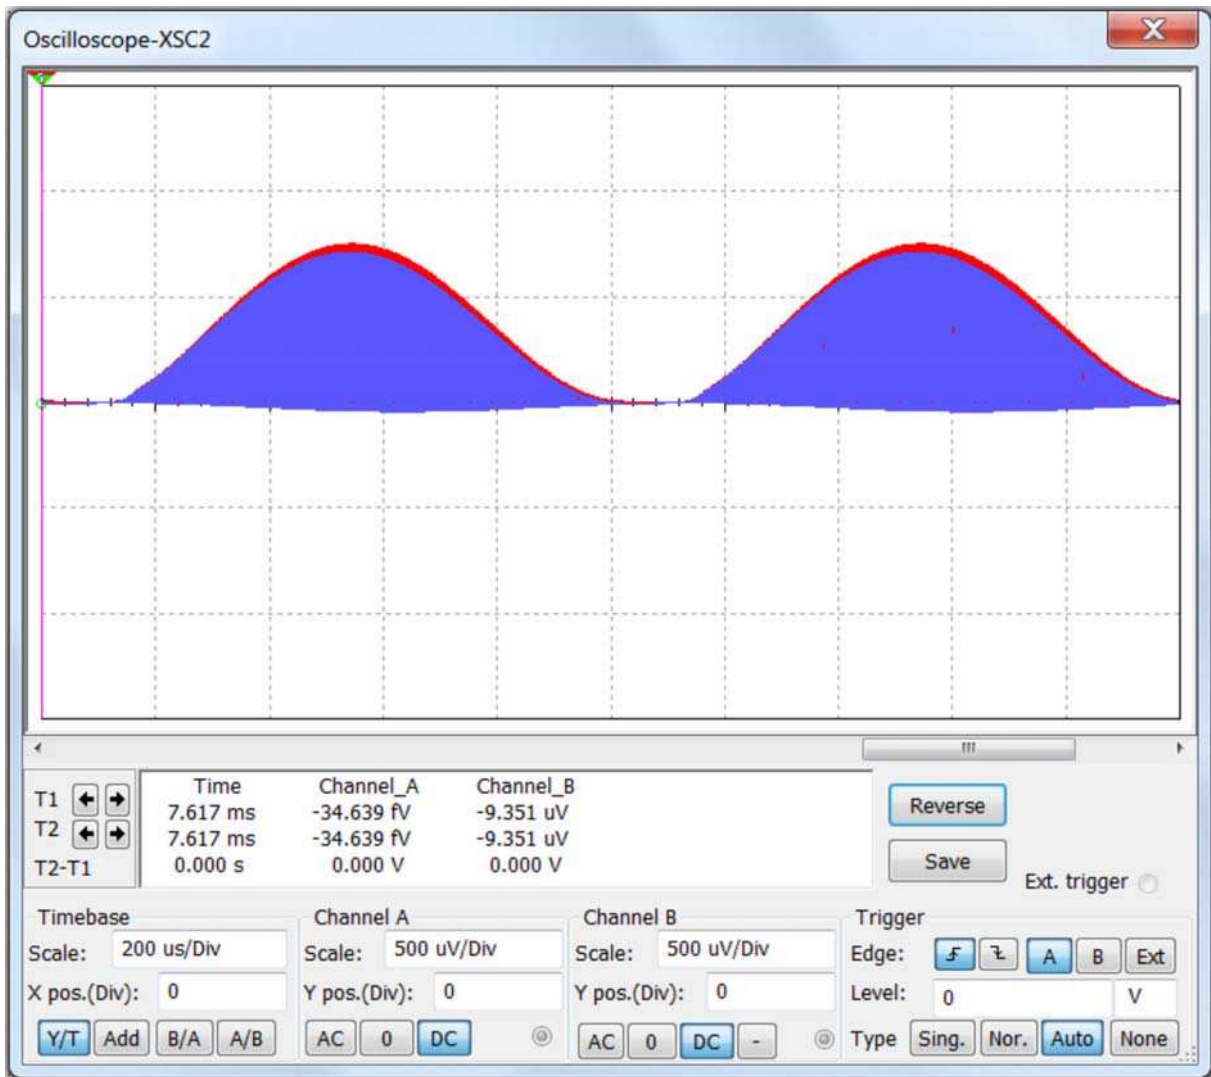 Oscilloscope-XSC2
Time Channel_A Channel_B
T1 7.617 ms -34.639 fV -9.351 uV
T2 7.617 ms -34.639 fV -9.351 uV
T2-T1 0.000 s 0.000 V 0.000 V
Reverse
Save
Ext. trigger
Timebase
Scale: 200 us/Div
X pos.(Div): 0
Y/T Add B/A A/B
Channel A
Scale: 500 uV/Div
Y pos.(Div): 0
AC 0 DC
Channel B
Scale: 500 uV/Div
Y pos.(Div): 0
AC 0 DC -
Trigger
Edge: A B Ext
Level: 0 V
Type Sing. Nor. Auto None